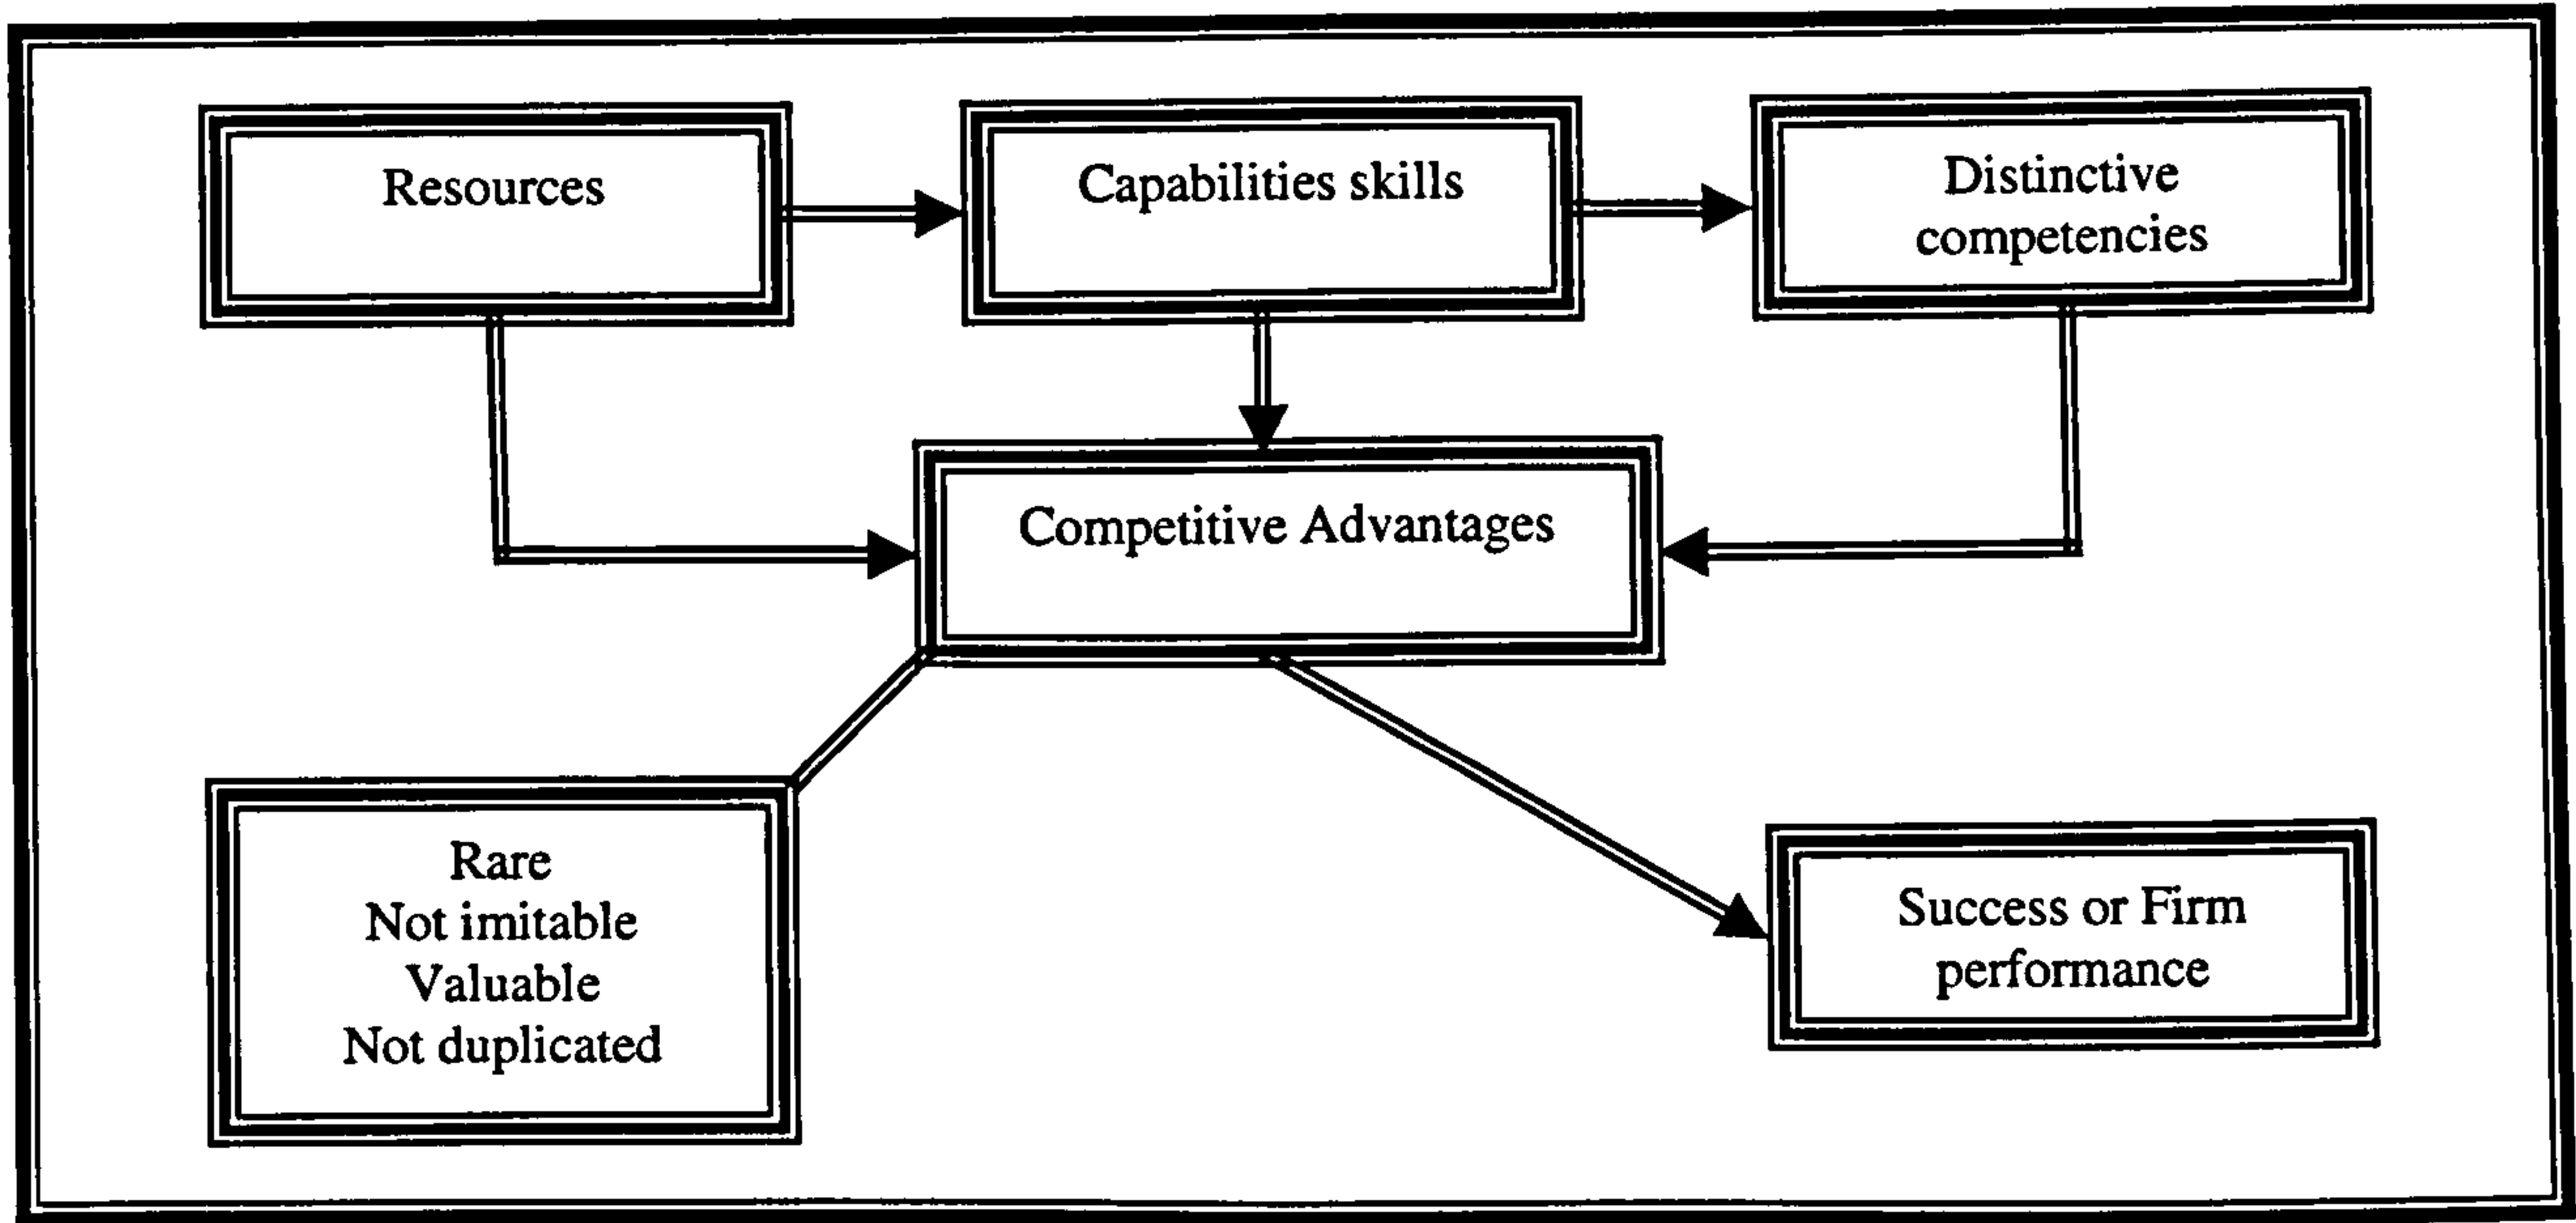 Resources
Capabilities skills
Distinctive
competencies
Competitive Advantages
Rare
Not imitable
Valuable
Not duplicated
Success or Firm
performance